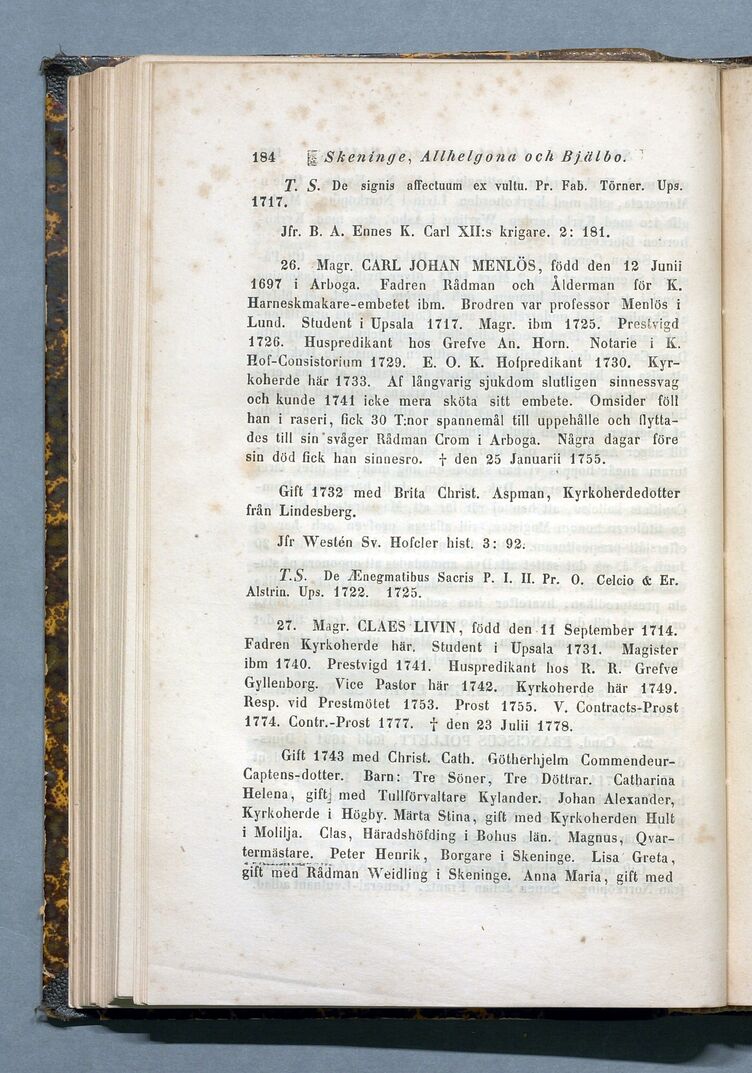 184 Skeninge, Allhelgona och Bjälbo.
T. S. De signis affectuum ex vultu. Pr. Fab. Törner. Ups.
1717.
Jfr. B. A. Ennes K. Carl XII:s krigare. 2: 181.
26. Magr. CARL JOHAN MENLÖS, född den 12 Junii
1697 i Arboga. Fadren Rådman och Ålderman för K.
Harneskmakare-embetet ibm. Brodren var professor Menlös i
Lund. Student i Upsala 1717. Magr. ibm 1725. Prestvigd
1726. Huspredikant hos Grefve An. Horn. Notarie i K.
Hof-Consistorium 1729. E. O. K. Hofpredikant 1730. Kyr-
koherde här 1733. Af långvarig sjukdom slutligen sinnessvag
och kunde 1741 icke mera sköta sitt embete. Omsider föll
han i raseri, fick 30 T:nor spannemål till uppehälle och flytta-
des till sin svåger Rådman Crom i Arboga. Några dagar före
sin död fick han sinnesro. † den 25 Januarii 1755.
Gift 1732 med Brita Christ. Aspman, Kyrkoherdedotter
från Lindesberg.
Jfr Westén Sv. Hofcler hist. 3: 92.
T.S. De Ænegmatibus Sacris P. I. II. Pr. O. Celcio & Er.
Alstrin. Ups. 1722. 1725.
27. Magr. CLAES LIVIN, född den 11 September 1714.
Fadren Kyrkoherde här. Student i Upsala 1731. Magister
ibm 1740. Prestvigd 1741. Huspredikant hos R. R. Grefve
Gyllenborg. Vice Pastor här 1742. Kyrkoherde här 1749.
Resp. vid Prestmötet 1753. Prost 1755. V. Contracts-Prost
1774. Contr.-Prost 1777. † den 23 Julii 1778.
Gift 1743 med Christ. Cath. Götherhjelm Commendeur-
Captens-dotter. Barn: Tre Söner, Tre Döttrar. Catharina
Helena, gift med Tullförvaltare Kylander. Johan Alexander,
Kyrkoherde i Högby. Märta Stina, gift med Kyrkoherden Hult
i Molilja. Clas, Häradshöfding i Bohus län. Magnus, Qvar-
termästare. Peter Henrik, Borgare i Skeninge. Lisa Greta,
gift med Rådman Weidling i Skeninge. Anna Maria, gift med